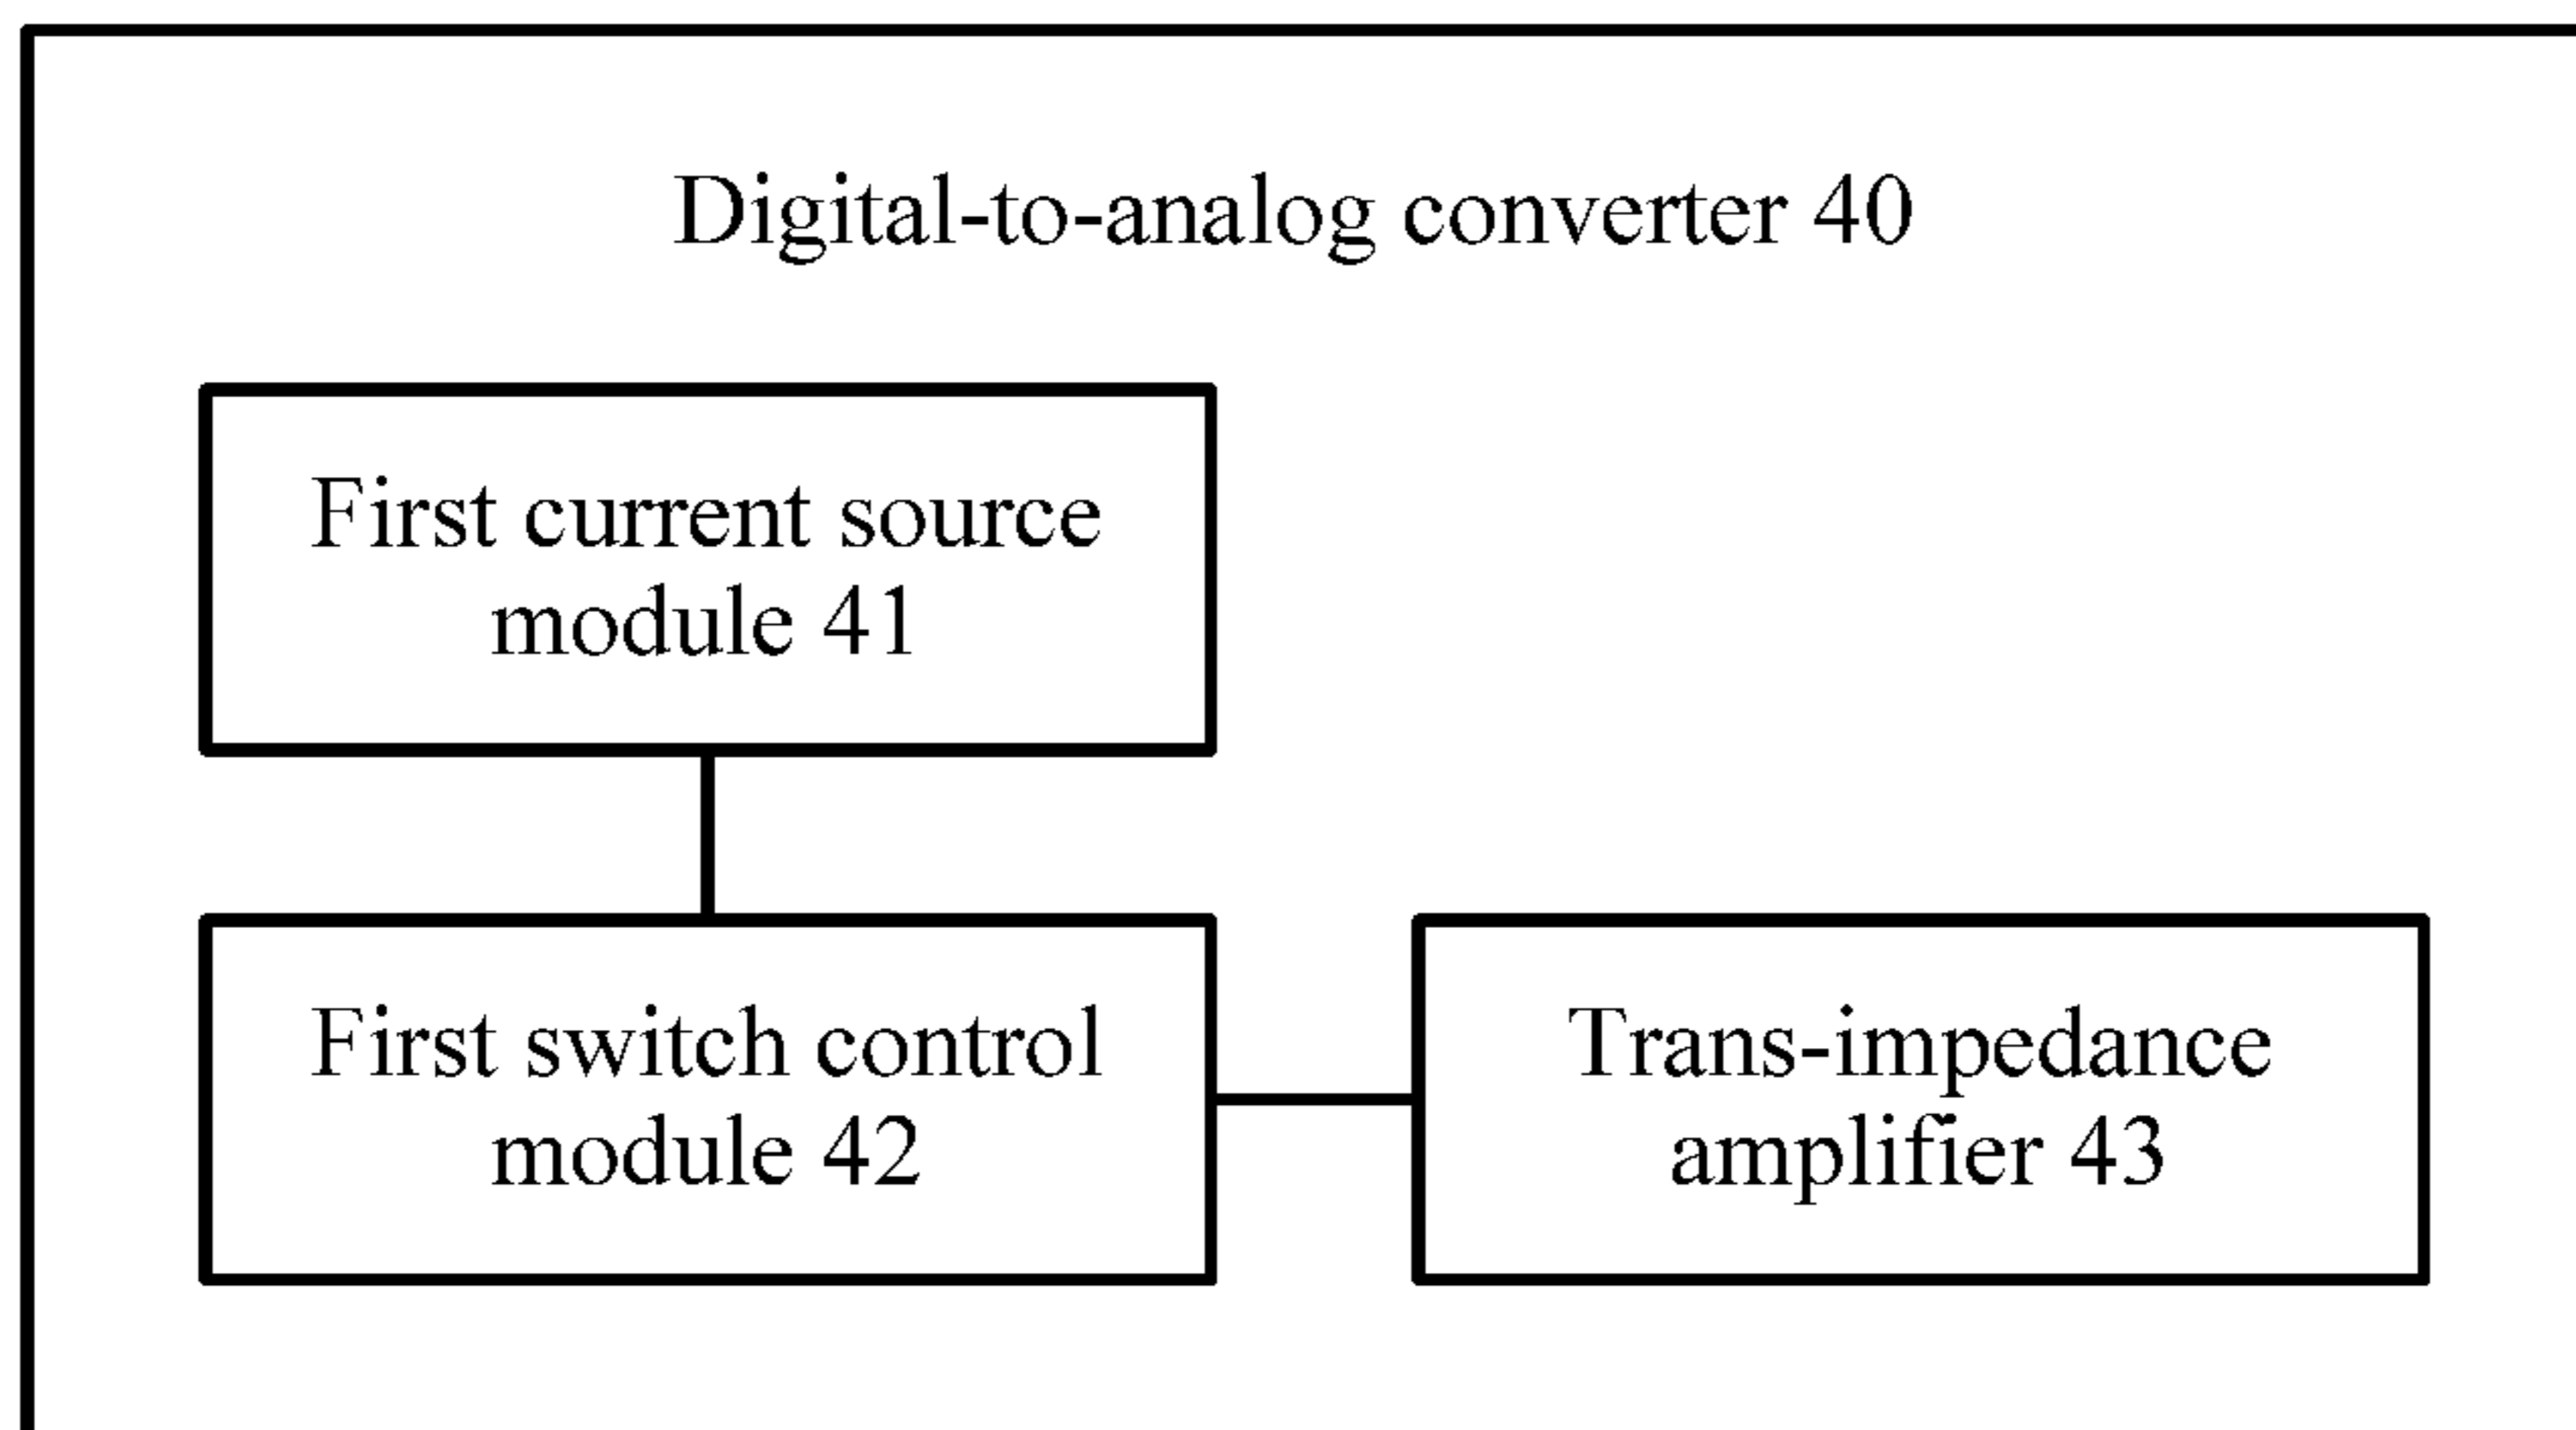 Digital-to-analog converter 40
First current source
module 41
First switch control
module 42
Trans-impedance
amplifier 43